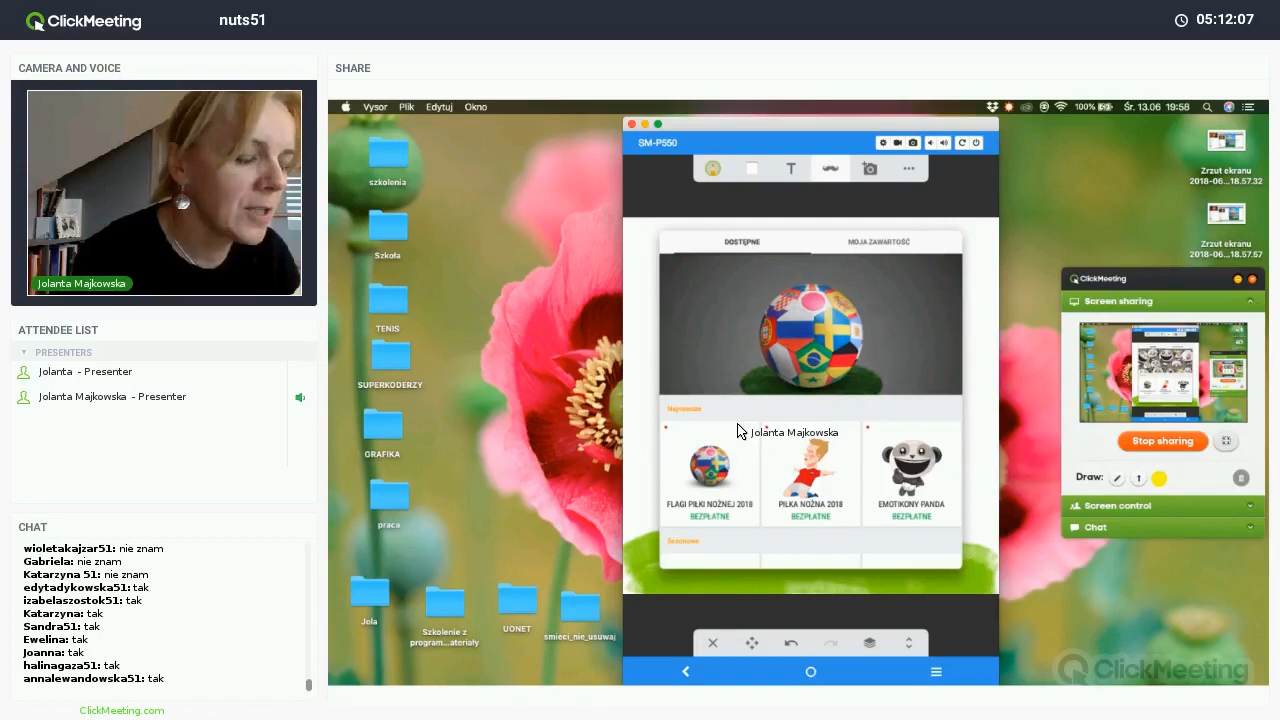 ClickMeeting
nuts51
05:12:07
CAMERA AND VOICE
Jolanta Majkowska
ATTENDEE LIST
PRESENTERS
Jolanta - Presenter
Jolanta Majkowska - Presenter
CHAT
wioletakajzar51: nie znam
Gabriela: nie znam
Katarzyna 51: nie znam
edytadykowska51: tak
izabelaszostok51: tak
Katarzyna: tak
Sandra51: tak
Ewelina: tak
Joanna: tak
halinagaza51: tak
annalewandowska51: tak
ClickMeeting.com
SHARE
Vysor Plik Edytuj Okno
100% Śr. 13.06 19:58
szkolenia
Szkoła
TENIS
SUPERKODERZY
GRAFIKA
praca
Jola
Szkolenie z
program...ateriały
UONET
smieci_nie_usuwaj
SM-P550
T
DOSTĘPNE
MOJA ZAWARTOŚĆ
Najnowsze
Jolanta Majkowska
FLAGI PIŁKI NOŻNEJ 2018
BEZPŁATNE
PIŁKA NOŻNA 2018
BEZPŁATNE
EMOTIKONY PANDA
BEZPŁATNE
Sezonowe
Zrzut ekranu
2018-06...18.57.32
Zrzut ekranu
2018-06...18.57.57
ClickMeeting
Screen sharing
Stop sharing
Draw:
Screen control
Chat
ClickMeeting